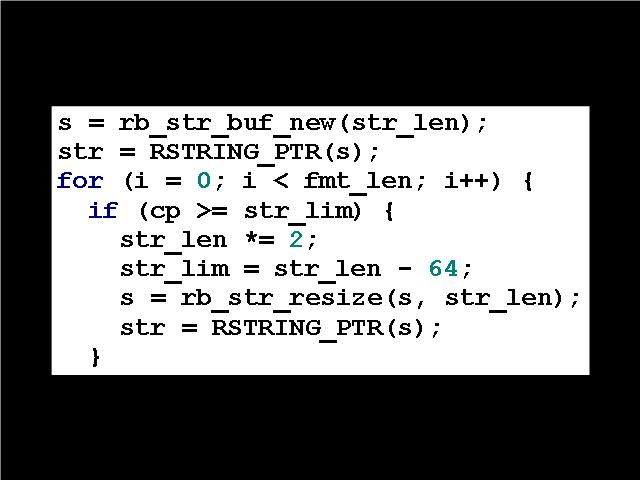 s = rb_str_buf_new(str_len);
str = RSTRING_PTR(s);
for (i = 0; i < fmt_len; i++) {
  if (cp >= str_lim) {
    str_len *= 2;
    str_lim = str_len - 64;
    s = rb_str_resize(s, str_len);
    str = RSTRING_PTR(s);
  }